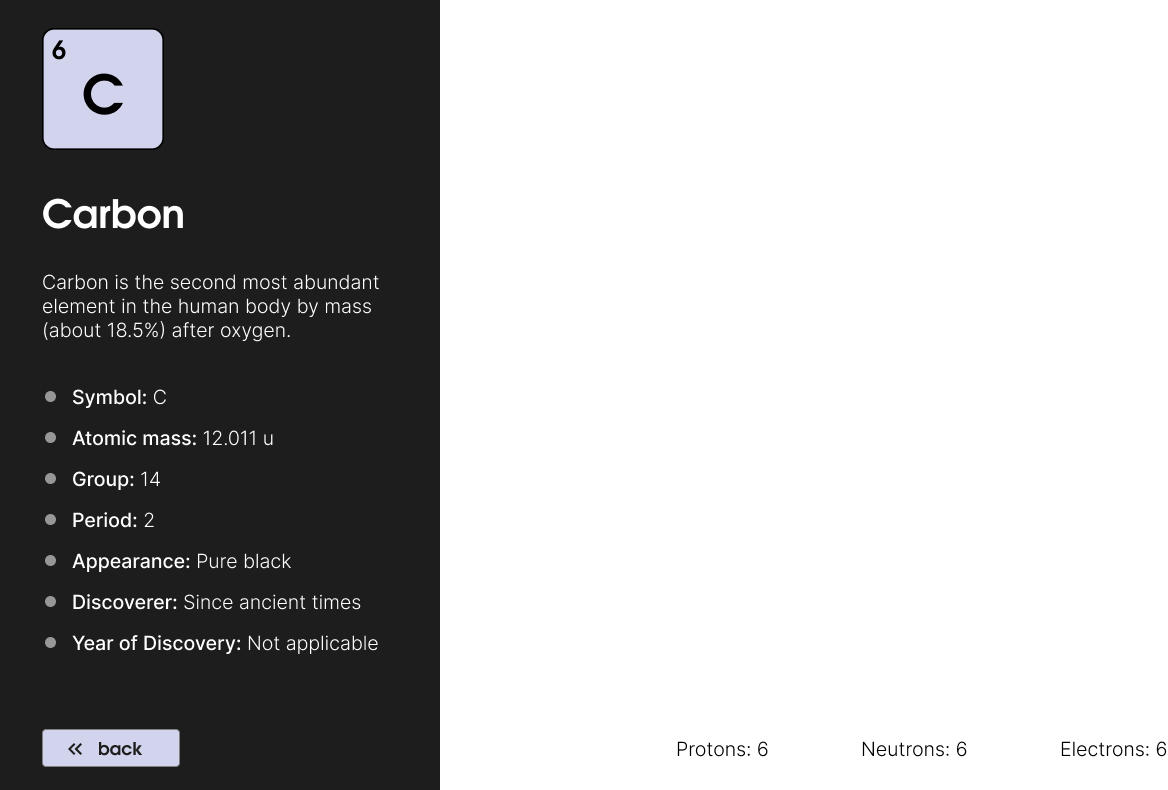 6
C
Carbon
Carbon is the second most abundant
element in the human body by mass
(about 18.5%) after oxygen.
Symbol: C
Atomic mass: 12.011 u
Group: 14
Period: 2
Appearance: Pure black
Discoverer: Since ancient times
Year of Discovery: Not applicable
back
Protons: 6 Neutrons: 6 Electrons: 6